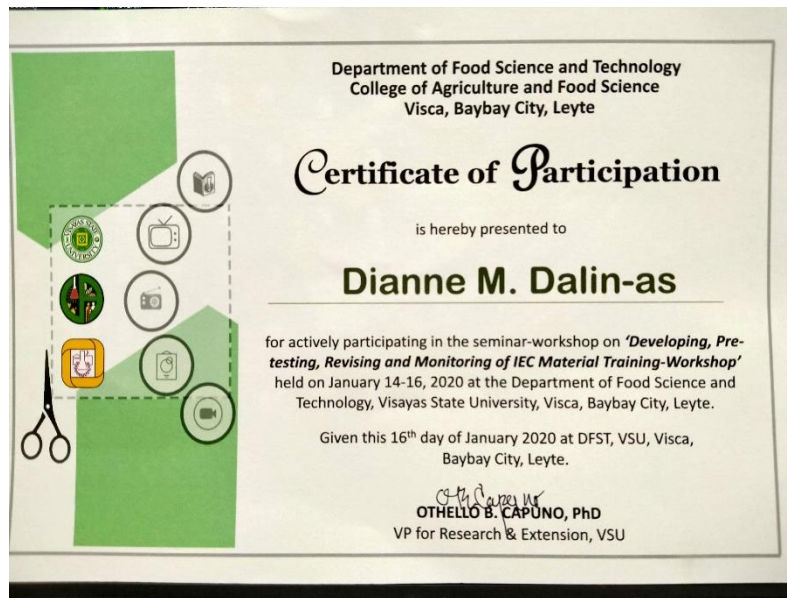 Department of Food Science and Technology
College of Agriculture and Food Science
Visca, Baybay City, Leyte
Certificate of Participation
is hereby presented to
Dianne M. Dalin-as
for actively participating in the seminar-workshop on 'Developing, Pre-
testing, Revising and Monitoring of IEC Material Training-Workshop'
held on January 14-16, 2020 at the Department of Food Science and
Technology, Visayas State University, Visca, Baybay City, Leyte.
Given this 16th day of January 2020 at DFST, VSU, Visca,
Baybay City, Leyte.
OTHELLO B. CAPUNO, PhD
VP for Research & Extension, VSU